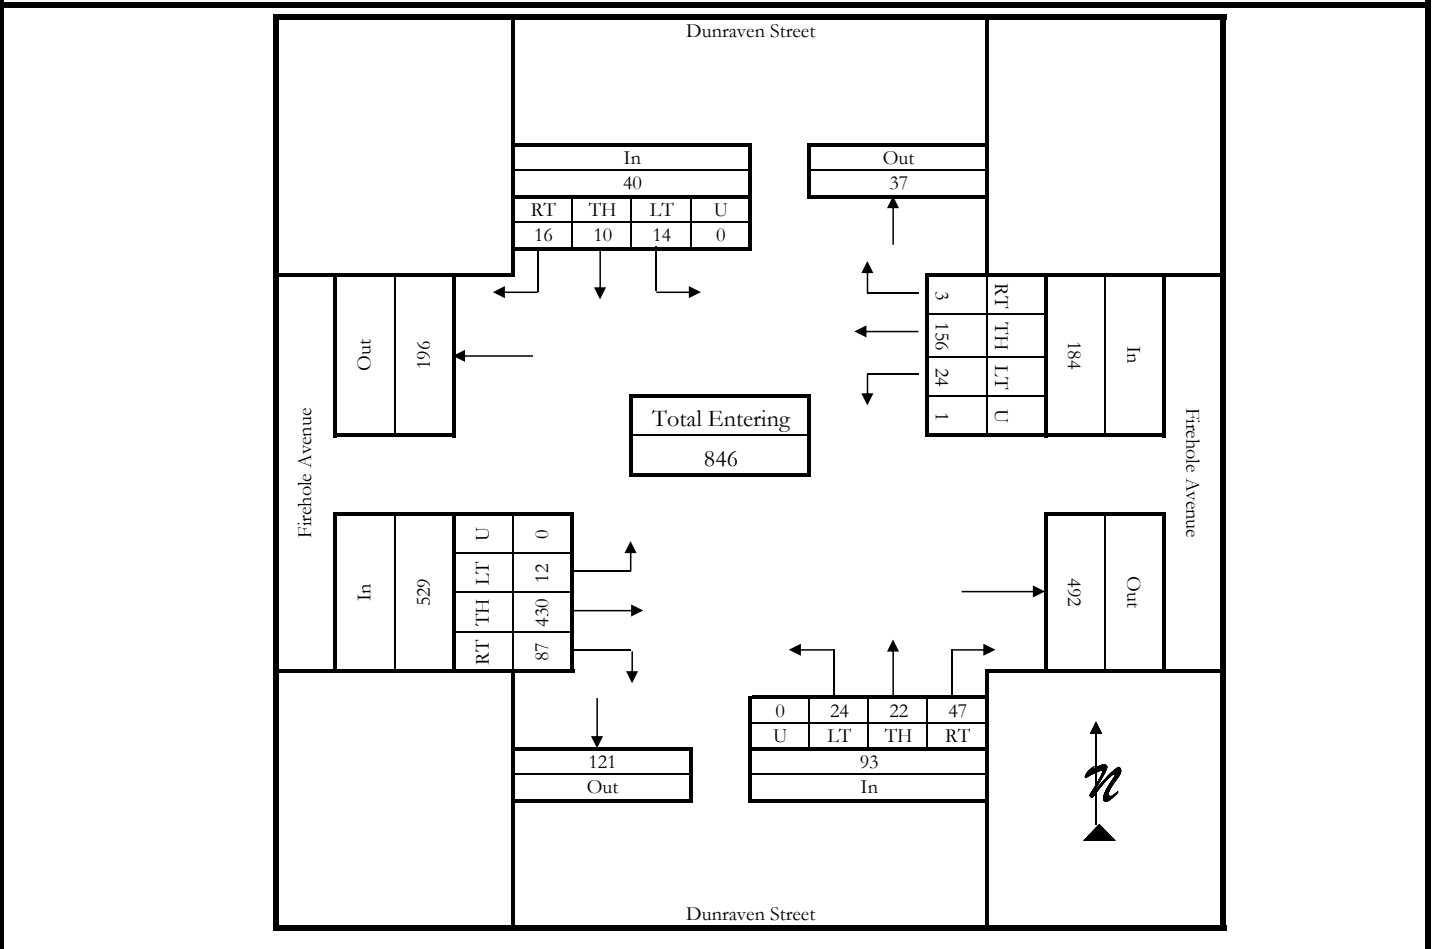 Dunraven Street
In
40
RT TH LT U
16 10 14 0
Out
37
Out
196
Firehole Avenue
3 RT
156 TH
24 LT
1 U
184
In
Firehole Avenue
Total Entering
846
In
529
U 0
LT 12
TH 430
RT 87
492
Out
121
Out
0 24 22 47
U LT TH RT
93
In
N
Dunraven Street